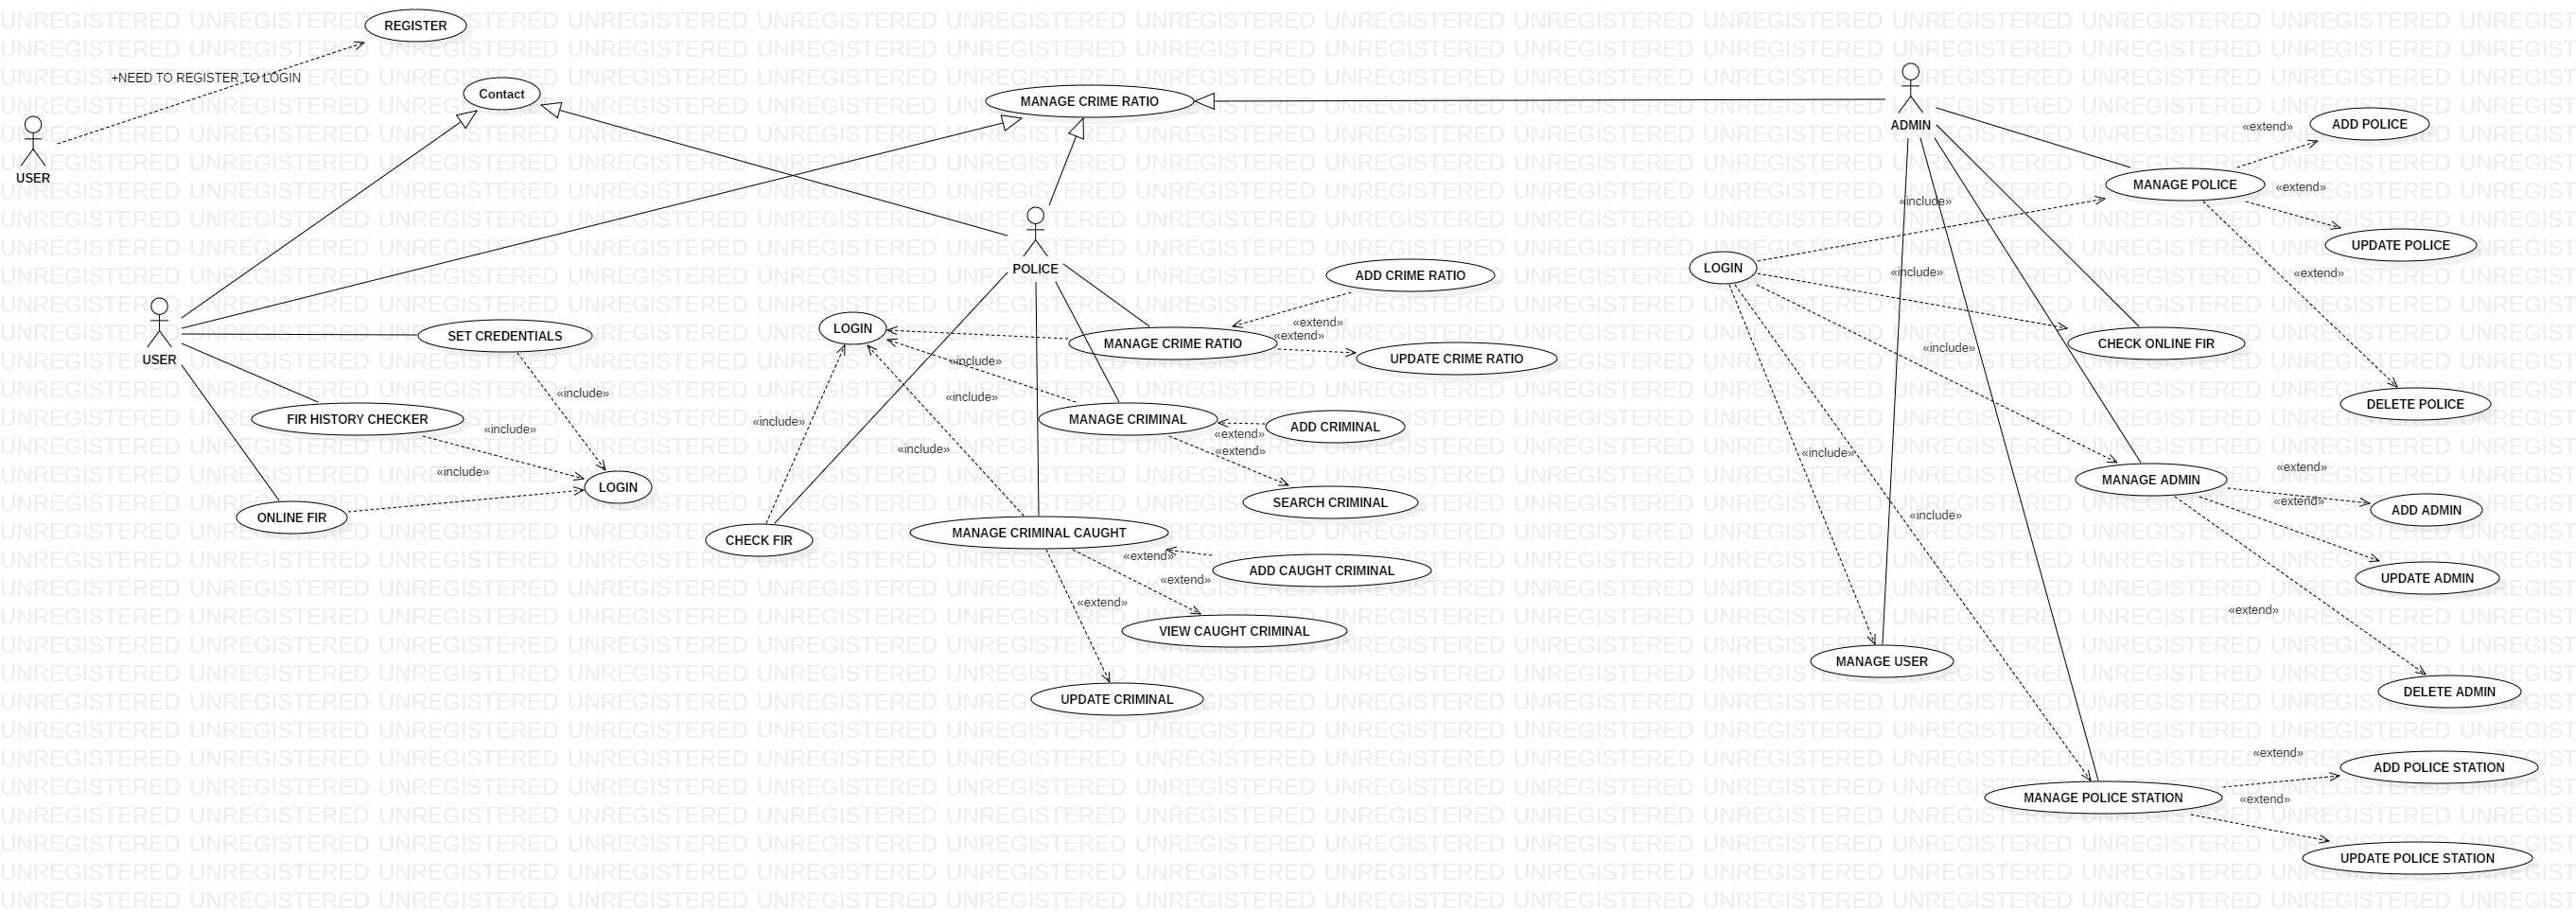 REGISTER
+NEED TO REGISTER TO LOGIN
USER
Contact
MANAGE CRIME RATIO
ADMIN
«extend»
ADD POLICE
MANAGE POLICE
«extend»
«include»
UPDATE POLICE
POLICE
LOGIN
«include»
«extend»
ADD CRIME RATIO
«extend»
«extend»
LOGIN
MANAGE CRIME RATIO
UPDATE CRIME RATIO
USER
SET CREDENTIALS
«include»
CHECK ONLINE FIR
«include»
«include»
«include»
DELETE POLICE
FIR HISTORY CHECKER
«include»
«include»
MANAGE CRIMINAL
ADD CRIMINAL
«extend»
«extend»
«include»
«include»
«include»
LOGIN
SEARCH CRIMINAL
MANAGE ADMIN
«extend»
«extend»
ADD ADMIN
ONLINE FIR
CHECK FIR
MANAGE CRIMINAL CAUGHT
«include»
«extend»
ADD CAUGHT CRIMINAL
UPDATE ADMIN
«extend»
«extend»
«extend»
VIEW CAUGHT CRIMINAL
MANAGE USER
UPDATE CRIMINAL
DELETE ADMIN
«extend»
ADD POLICE STATION
MANAGE POLICE STATION
«extend»
UPDATE POLICE STATION
UNREGISTERED